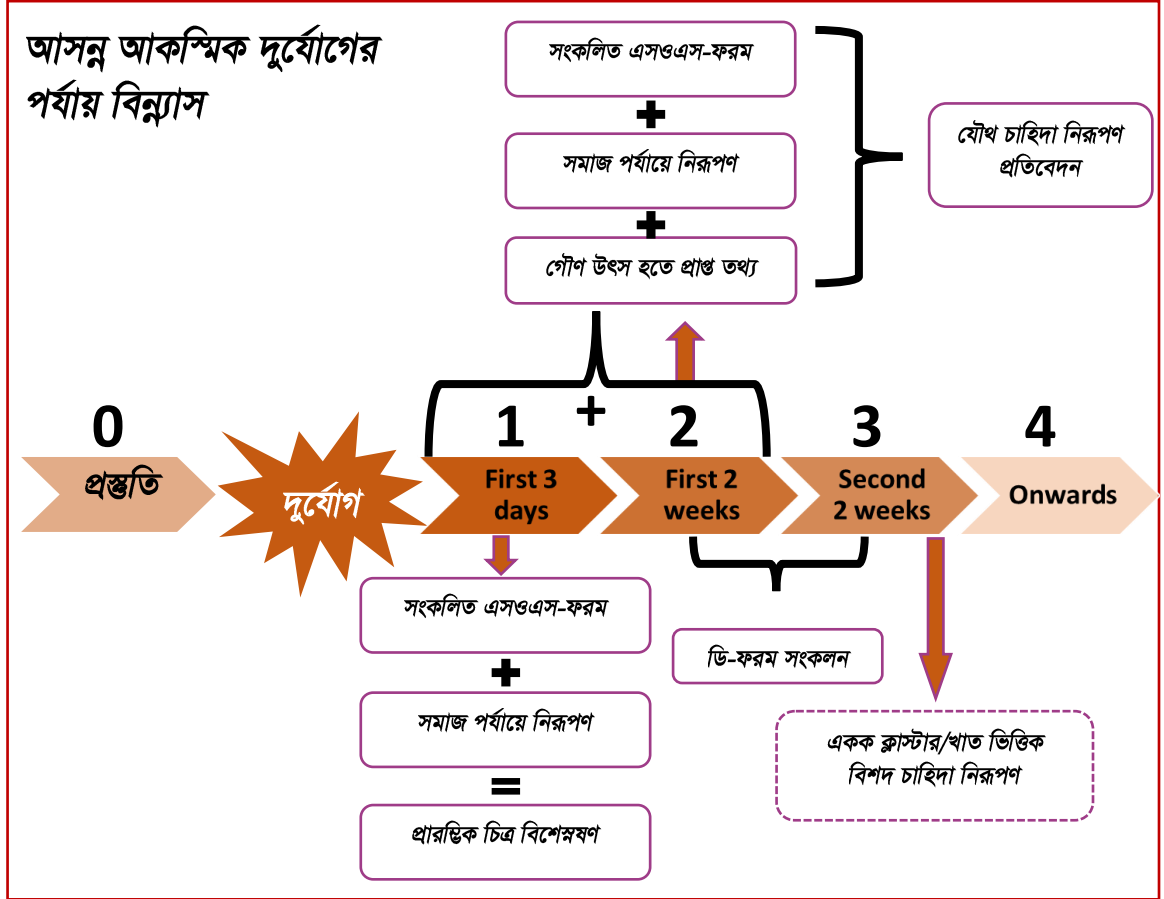 আসন্ন আকস্মিক দুর্যোগের
পর্যায় বিন্ন্যাস
সংকলিত এসওএস-ফরম
+
সমাজ পর্যায়ে নিরূপণ
+
গৌণ উৎস হতে প্রাপ্ত তথ্য
যৌথ চাহিদা নিরূপণ
প্রতিবেদন
0
প্রস্তুতি
দুর্যোগ
1
First 3
days
+
2
First 2
weeks
3
Second
2 weeks
4
Onwards
সংকলিত এসওএস-ফরম
+
সমাজ পর্যায়ে নিরূপণ
=
প্রারম্ভিক চিত্র বিশেস্নষণ
ডি-ফরম সংকলন
একক ক্লাস্টার/খাত ভিত্তিক
বিশদ চাহিদা নিরূপণ